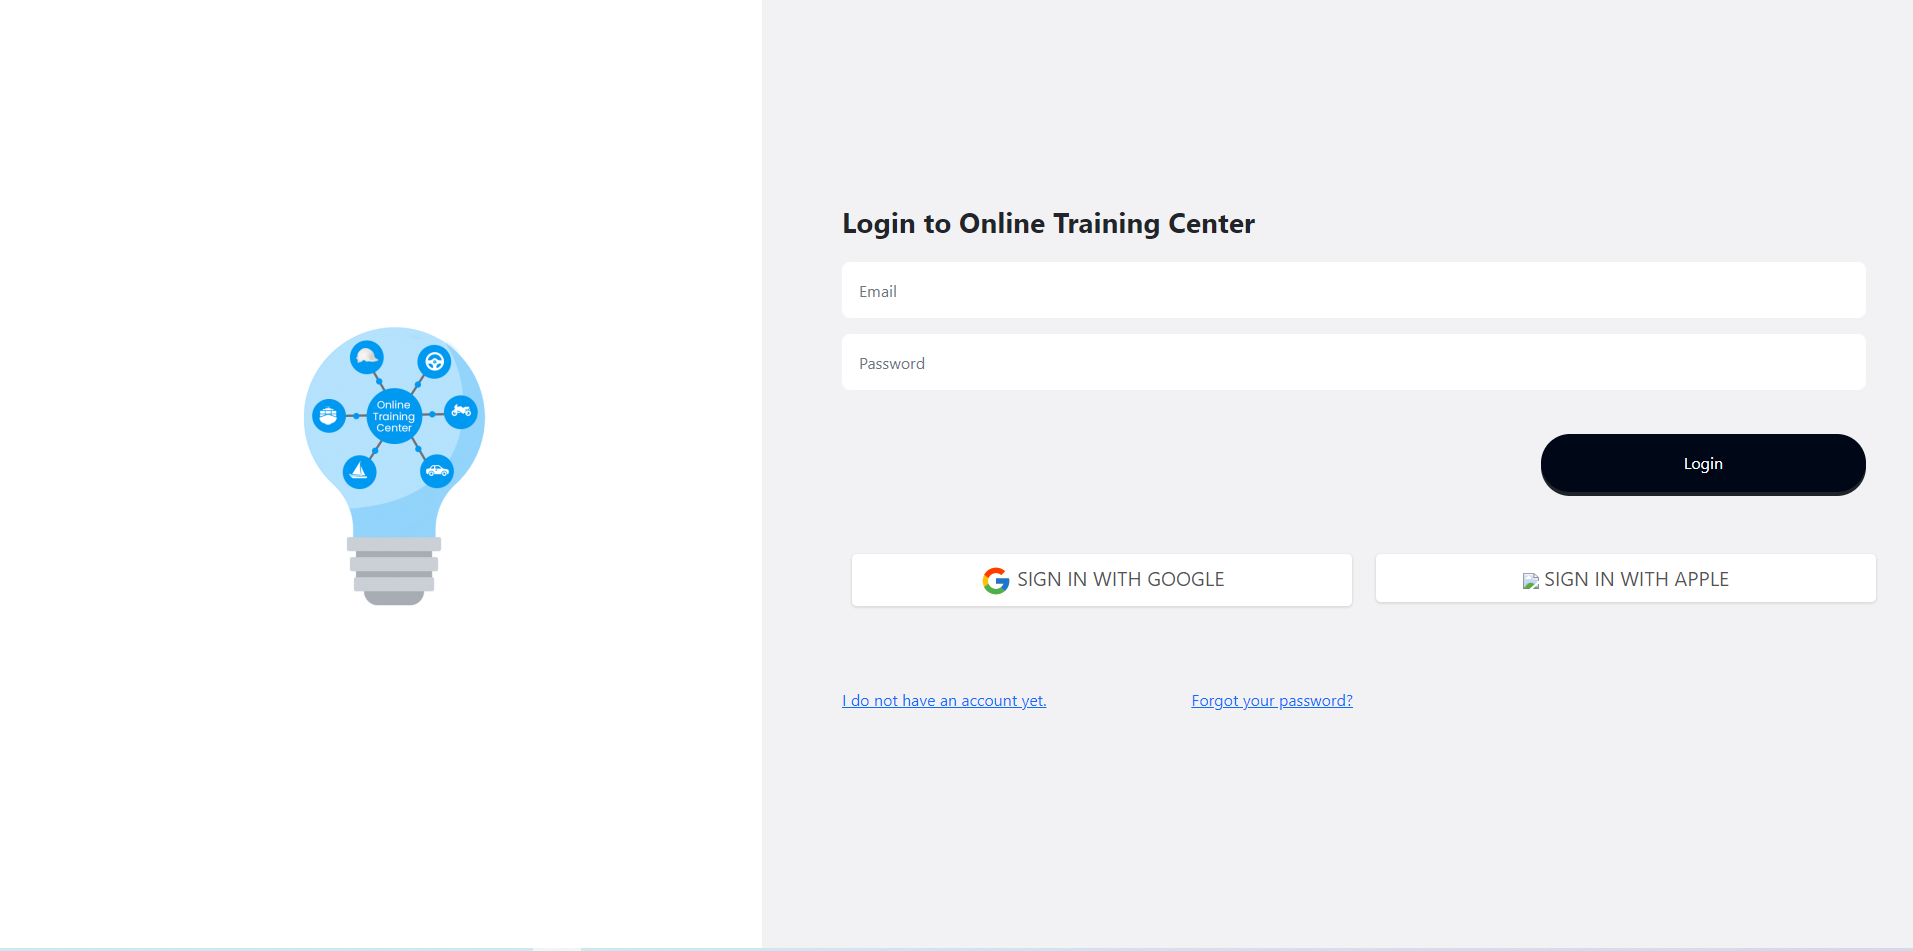 Online
Training
Center
Login to Online Training Center
Email
Password
Login
SIGN IN WITH GOOGLE
SIGN IN WITH APPLE
I do not have an account yet.
Forgot your password?